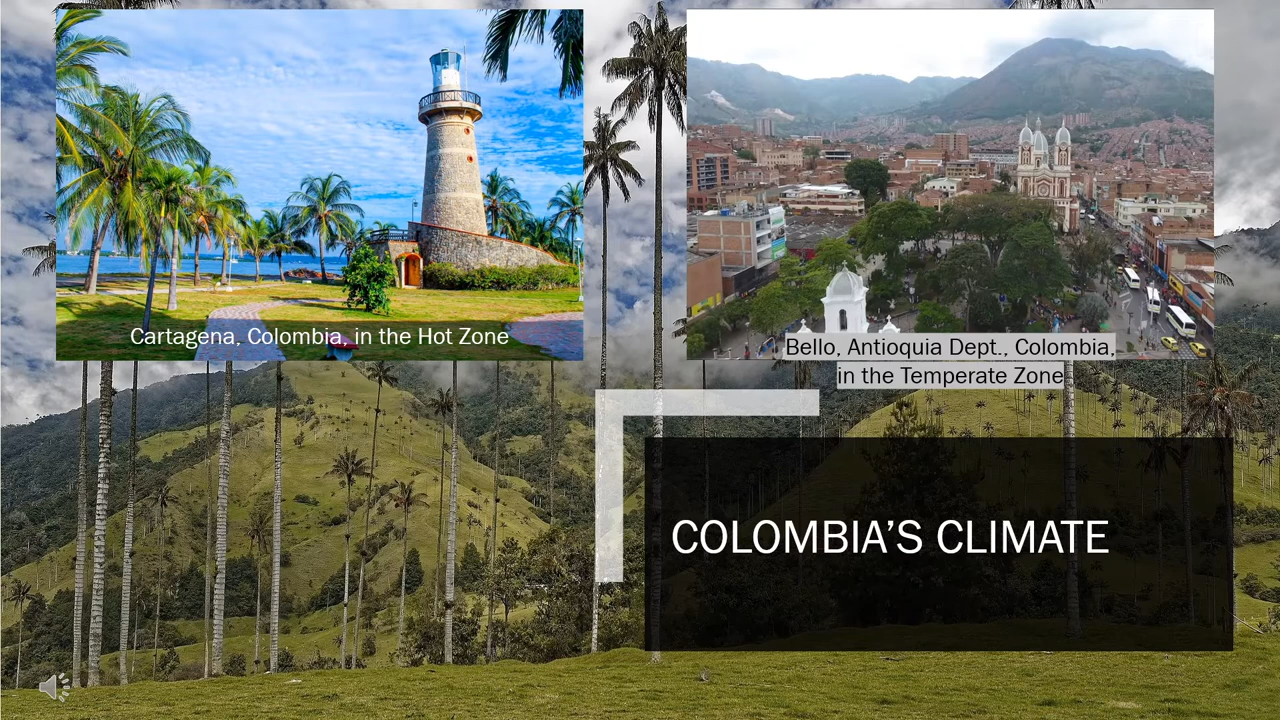 Cartagena, Colombia, in the Hot Zone
Bello, Antioquia Dept., Colombia,
in the Temperate Zone
COLOMBIA’S CLIMATE